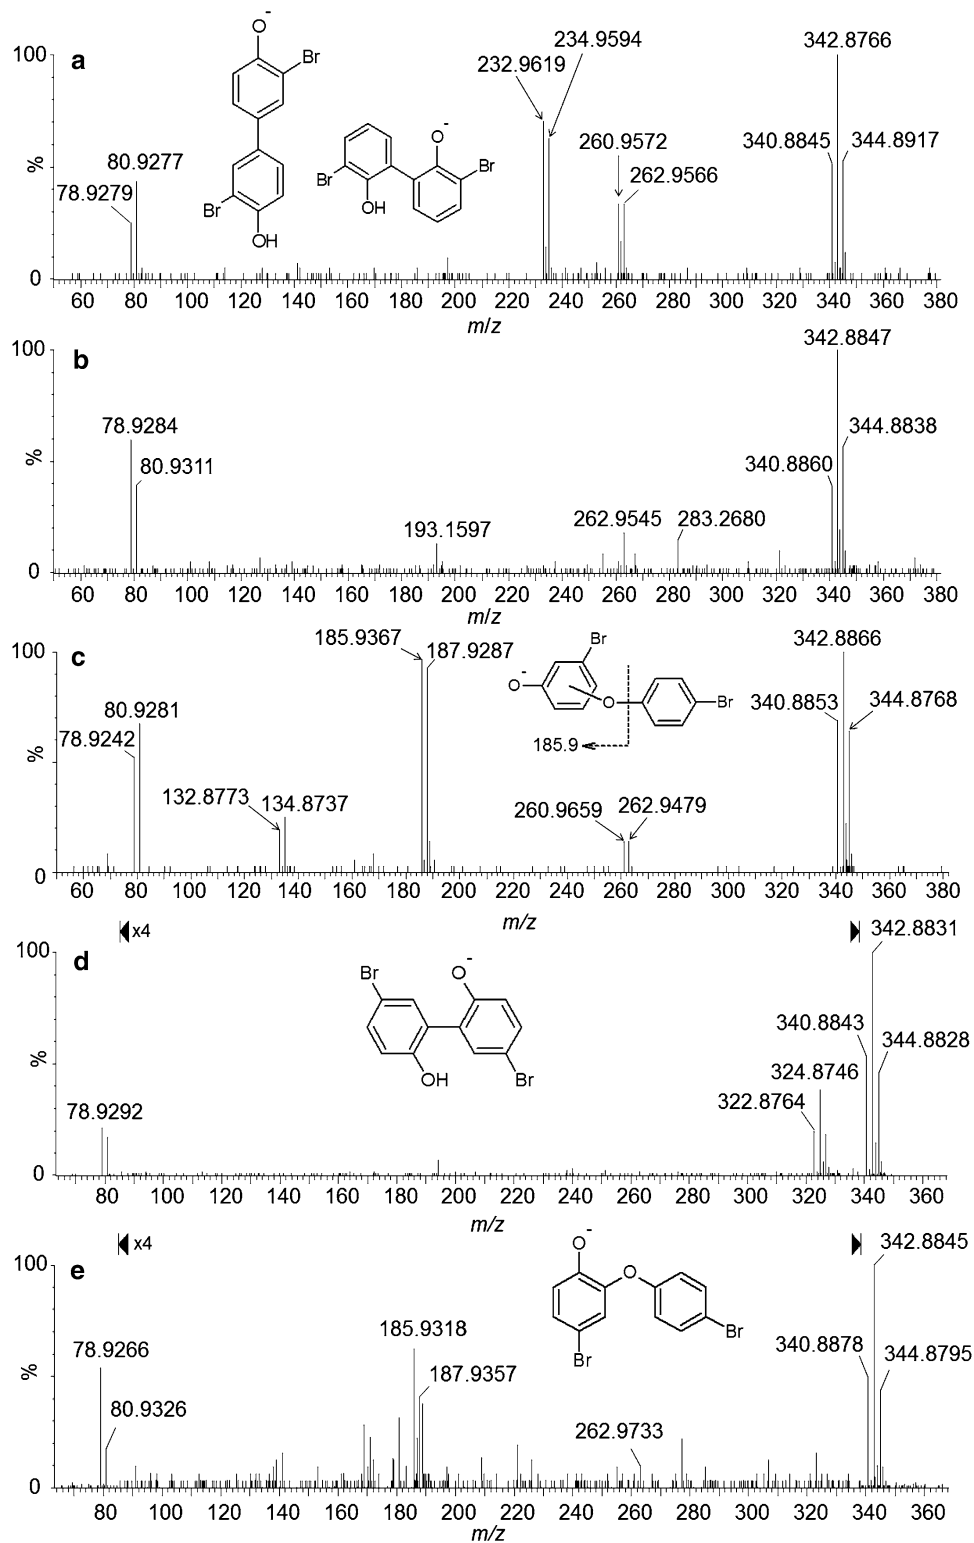 a
100
%
0
O-
Br
Br
OH
O-
Br
Br
OH
78.9279
80.9277
232.9619
234.9594
260.9572
262.9566
340.8845
342.8766
344.8917
60 80 100 120 140 160 180 200 220 240 260 280 300 320 340 360 380
m/z
b
100
%
0
78.9284
80.9311
193.1597
262.9545
283.2680
340.8860
342.8847
344.8838
60 80 100 120 140 160 180 200 220 240 260 280 300 320 340 360 380
m/z
c
100
%
0
78.9242
80.9281
132.8773
134.8737
185.9367
187.9287
O-
Br
O
Br
185.9
260.9659
262.9479
340.8853
342.8866
344.8768
60 80 100 120 140 160 180 200 220 240 260 280 300 320 340 360 380
m/z
x4
d
100
%
0
78.9292
Br
O-
OH
Br
322.8764
324.8746
340.8843
342.8831
344.8828
80 100 120 140 160 180 200 220 240 260 280 300 320 340 360
m/z
x4
e
100
%
0
78.9266
80.9326
185.9318
187.9357
O-
O
Br
Br
262.9733
340.8878
342.8845
344.8795
80 100 120 140 160 180 200 220 240 260 280 300 320 340 360
m/z